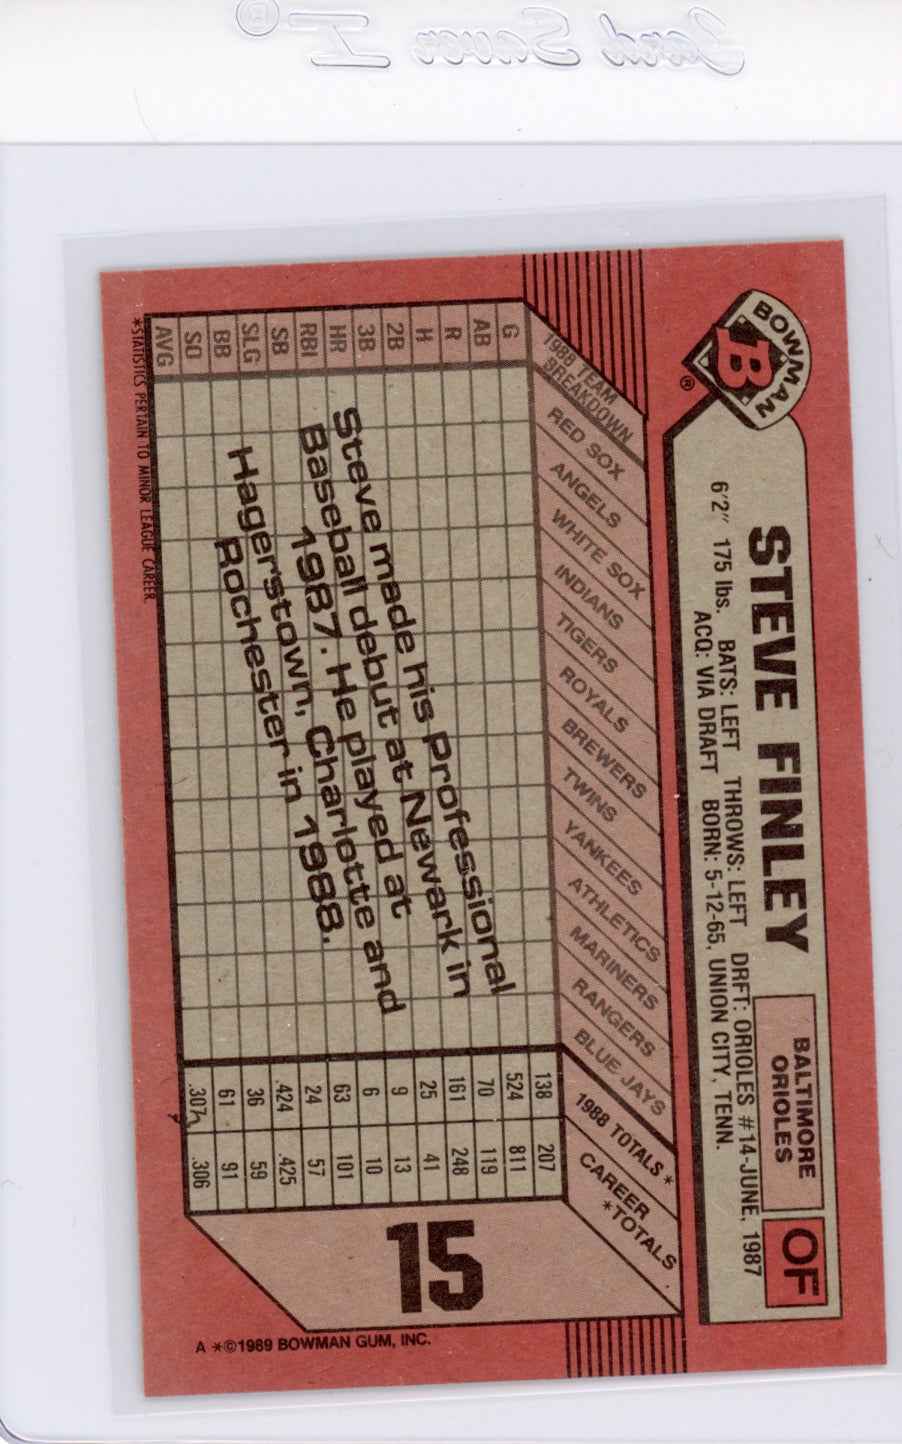 Card Saver I ®
BOWMAN
B
®
STEVE FINLEY
BALTIMORE
ORIOLES
OF
6'2" 175 lbs. BATS: LEFT THROWS: LEFT DRFT: ORIOLES #14-JUNE, 1987
ACQ: VIA DRAFT BORN: 5-12-65, UNION CITY, TENN.
1988 TEAM
BREAKDOWN
RED SOX
ANGELS
WHITE SOX
INDIANS
TIGERS
ROYALS
BREWERS
TWINS
YANKEES
ATHLETICS
MARINERS
RANGERS
BLUE JAYS
1988 TOTALS*
CAREER
*TOTALS
G 138 207
AB 524 811
R 70 119
H 161 248
2B 25 41
3B 9 13
HR 6 10
RBI 63 101
SB 24 57
SLG .424 .425
BB 36 59
SO 61 91
AVG .307 .306
Steve made his Professional
Baseball debut at Newark in
1987. He played at
Hagerstown, Charlotte and
Rochester in 1988.
15
*STATISTICS PERTAIN TO MINOR LEAGUE CAREER.
A *©1989 BOWMAN GUM, INC.